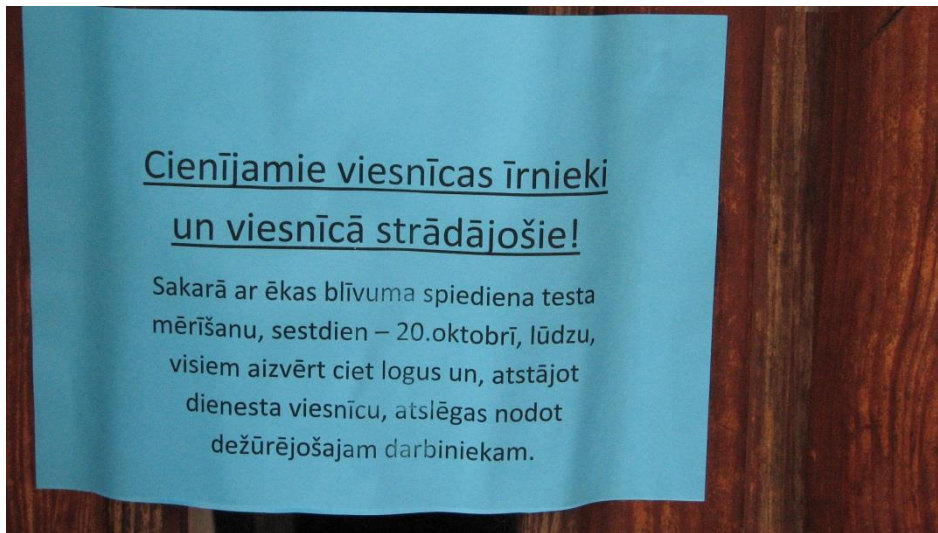 Cienījamie viesnīcas īrnieki
un viesnīcā strādājošie!
Sakarā ar ēkas blīvuma spiediena testa
mērīšanu, sestdien – 20.oktobrī, lūdzu,
visiem aizvērt ciet logus un, atstājot
dienesta viesnīcu, atslēgas nodot
dežūrējošajam darbiniekam.